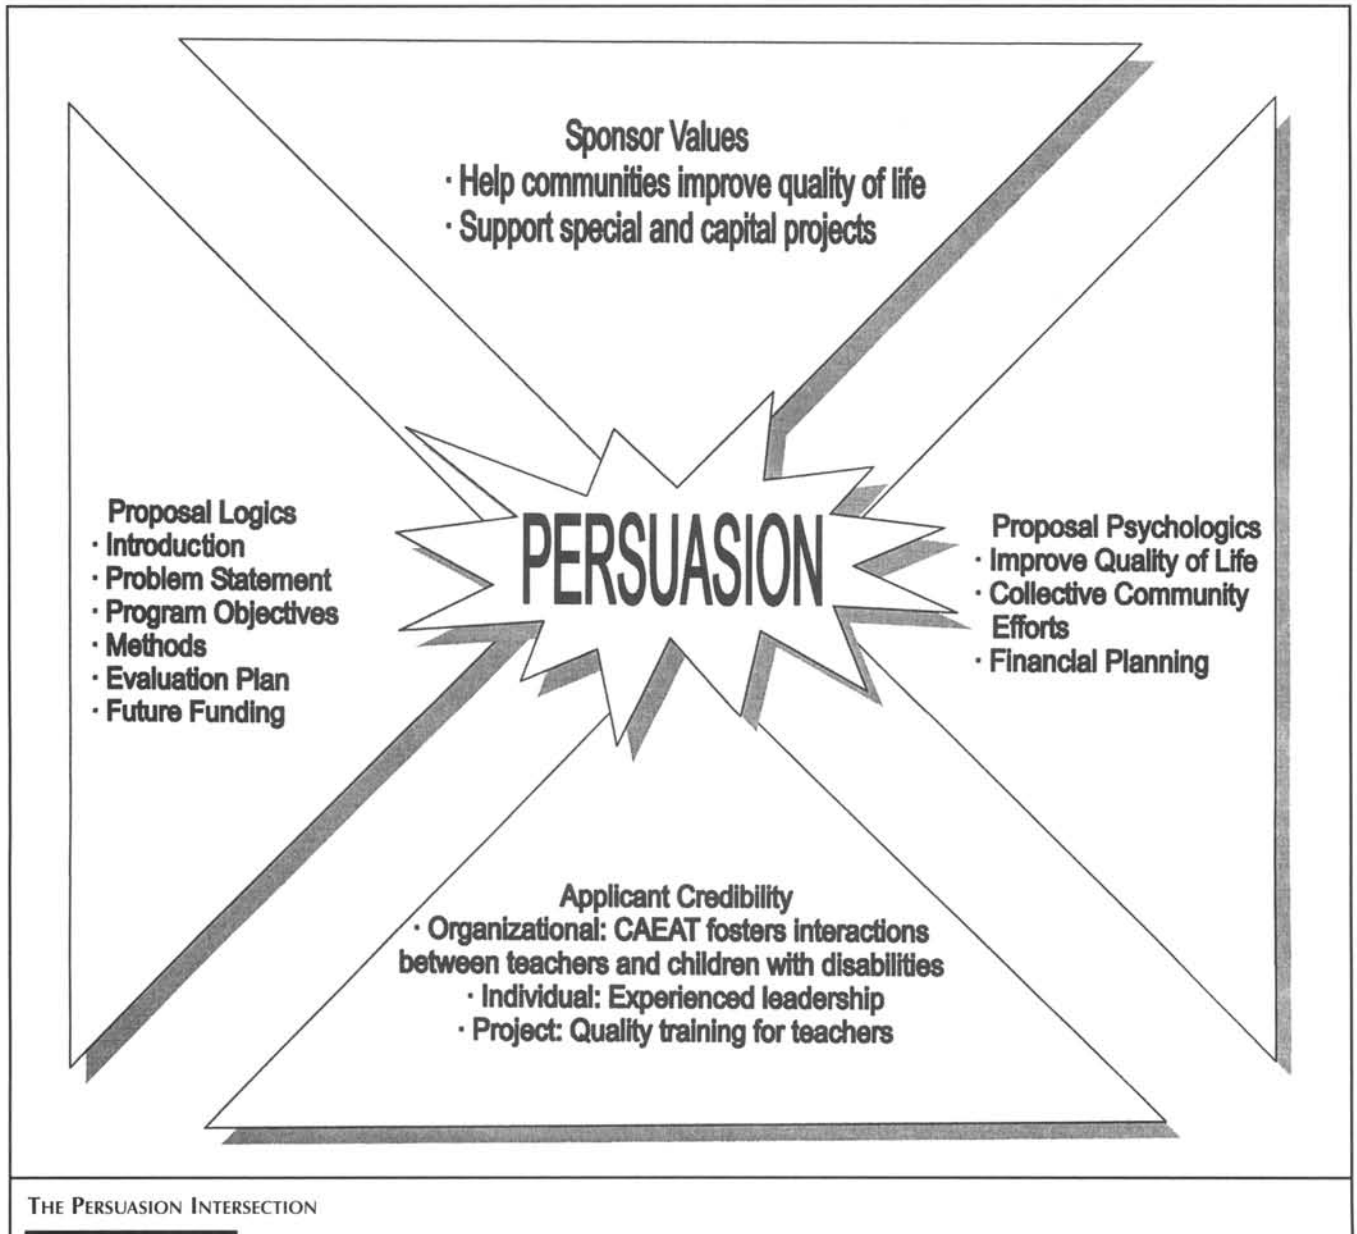 Sponsor Values
· Help communities improve quality of life
· Support special and capital projects
Proposal Logics
· Introduction
· Problem Statement
· Program Objectives
· Methods
· Evaluation Plan
· Future Funding
PERSUASION
Proposal Psychologics
· Improve Quality of Life
· Collective Community
Efforts
· Financial Planning
Applicant Credibility
· Organizational: CAEAT fosters interactions
between teachers and children with disabilities
· Individual: Experienced leadership
· Project: Quality training for teachers
THE PERSUASION INTERSECTION